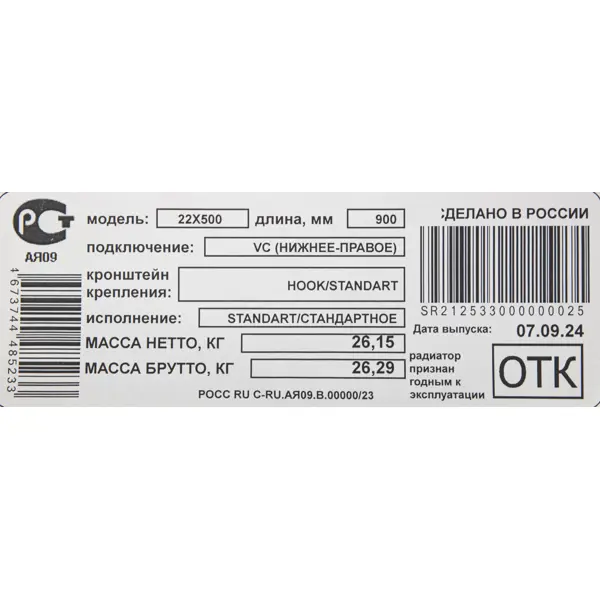 РСТ
АЯ09
4673744485233
модель: 22X500 длина, мм 900
подключение: VC (НИЖНЕЕ-ПРАВОЕ)
кронштейн
крепления: HOOK/STANDART
исполнение: STANDART/СТАНДАРТНОЕ
МАССА НЕТТО, КГ 26,15
МАССА БРУТТО, КГ 26,29
РОСС RU С-RU.АЯ09.В.00000/23
:ДЕЛАНО В РОССИИ
SR2125330000000025
Дата выпуска: 07.09.24
радиатор
признан
годным к
эксплуатации
ОТК